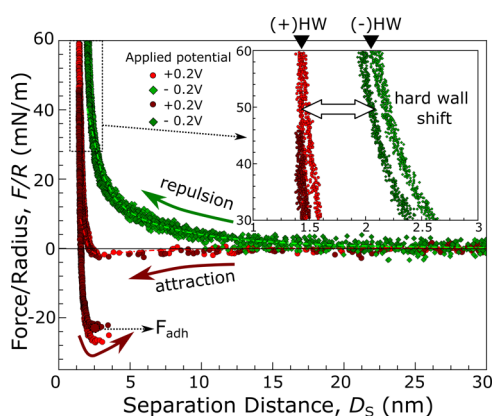 (+)HW (-)HW
60
40
20
0
-20
0 5 10 15 20 25 30
Force/Radius, F/R (mN/m)
Separation Distance, Dₛ (nm)
Applied potential
+0.2V
- 0.2V
+0.2V
- 0.2V
repulsion
attraction
Fadh
60
50
40
30
1 1.5 2 2.5 3
hard wall
shift